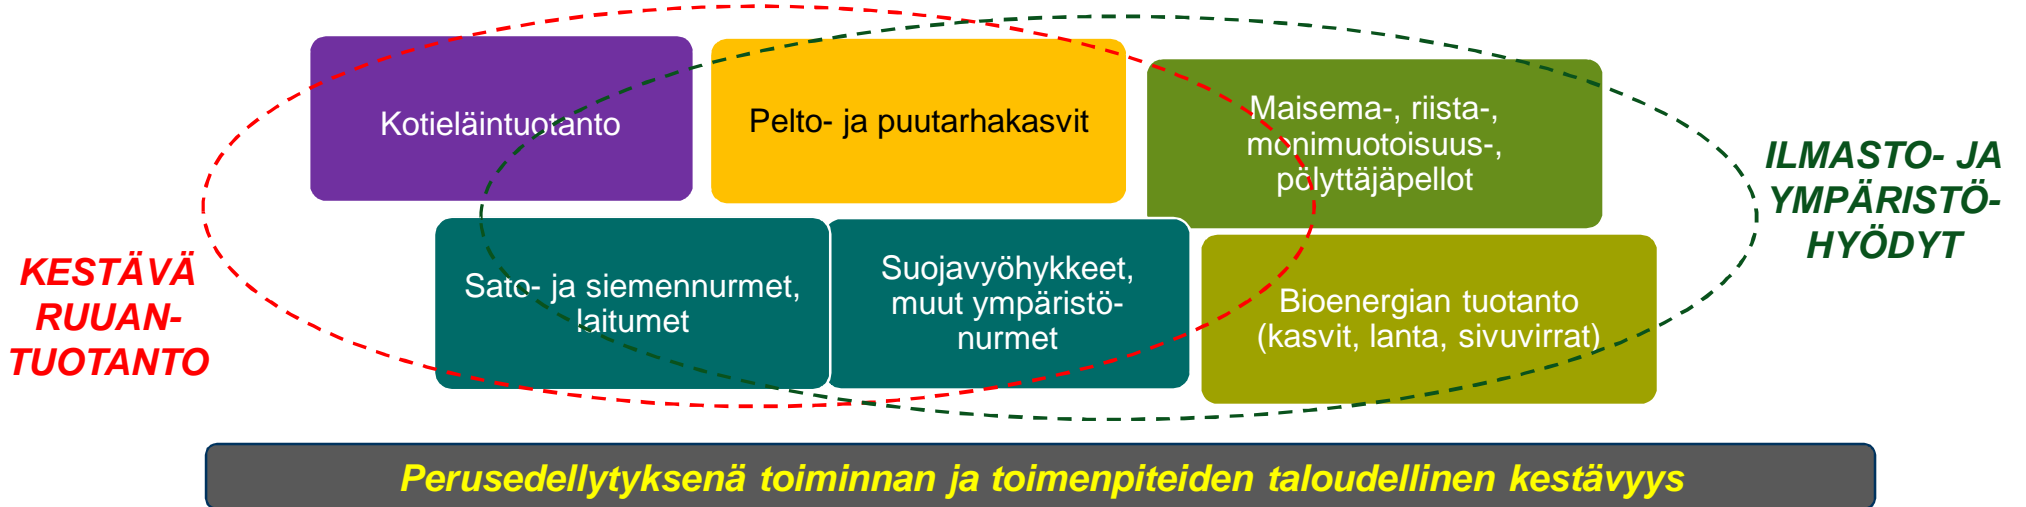 Kotieläintuotanto
Pelto- ja puutarhakasvit
Maisema-, riista-,
monimuotoisuus-,
pölyttäjäpellot
ILMASTO- JA
YMPÄRISTÖ-
HYÖDYT
KESTÄVÄ
RUUAN-
TUOTANTO
Sato- ja siemennurmet,
laitumet
Suojavyöhykkeet,
muut ympäristö-
nurmet
Bioenergian tuotanto
(kasvit, lanta, sivuvirrat)
Perusedellytyksenä toiminnan ja toimenpiteiden taloudellinen kestävyys